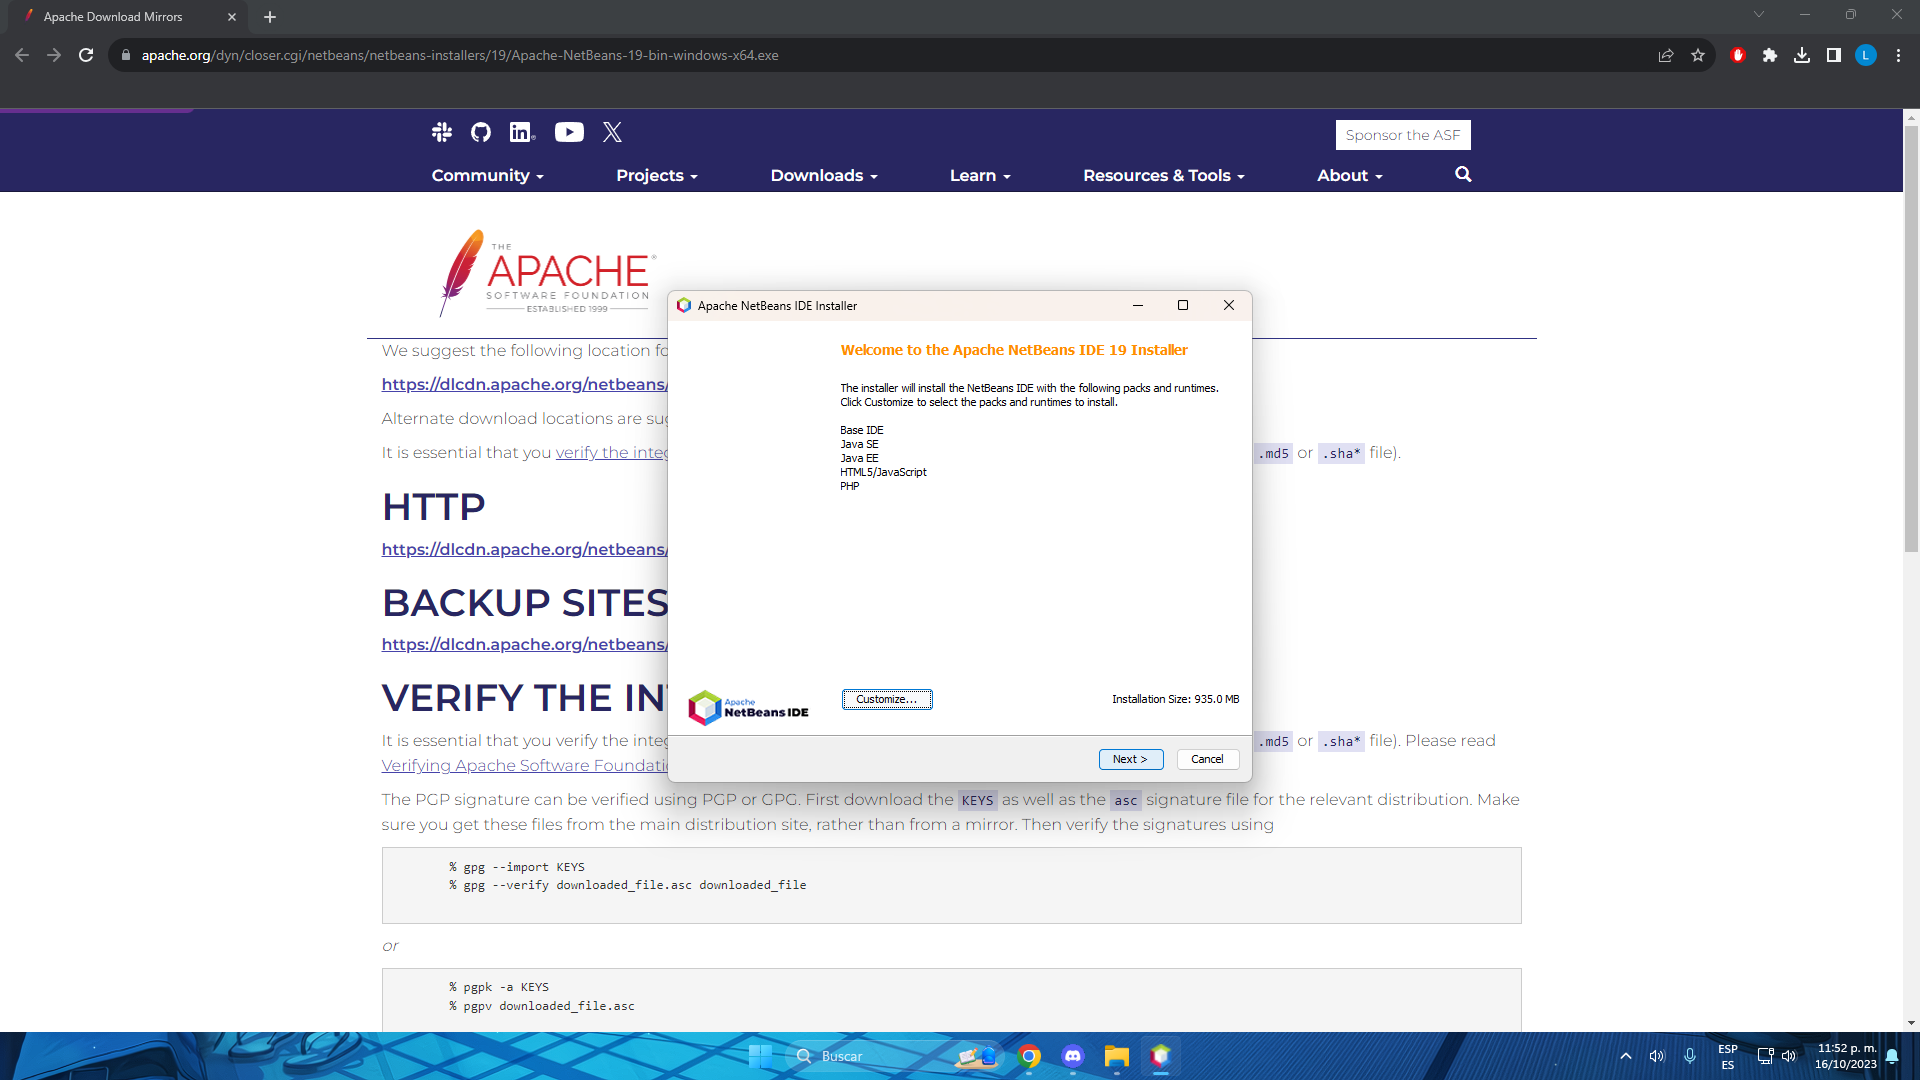 Apache Download Mirrors
apache.org/dyn/closer.cgi/netbeans/netbeans-installers/19/Apache-NetBeans-19-bin-windows-x64.exe
L
in
Sponsor the ASF
Community
Projects
Downloads
Learn
Resources & Tools
About
THE
APACHE®
SOFTWARE FOUNDATION
ESTABLISHED 1999
We suggest the following location fo
https://dlcdn.apache.org/netbeans/
Alternate download locations are sug
It is essential that you verify the integ
.md5 or .sha* file).
HTTP
https://dlcdn.apache.org/netbeans/
BACKUP SITES
https://dlcdn.apache.org/netbeans/
VERIFY THE IN
It is essential that you verify the integ
.md5 or .sha* file). Please read
Verifying Apache Software Foundati
The PGP signature can be verified using PGP or GPG. First download the KEYS as well as the asc signature file for the relevant distribution. Make
sure you get these files from the main distribution site, rather than from a mirror. Then verify the signatures using
% gpg --import KEYS
% gpg --verify downloaded_file.asc downloaded_file
or
% pgpk -a KEYS
% pgpv downloaded_file.asc
Apache NetBeans IDE Installer
Welcome to the Apache NetBeans IDE 19 Installer
The installer will install the NetBeans IDE with the following packs and runtimes.
Click Customize to select the packs and runtimes to install.
Base IDE
Java SE
Java EE
HTML5/JavaScript
PHP
Apache
NetBeans IDE
Customize...
Installation Size: 935.0 MB
Next >
Cancel
Buscar
ESP
ES
11:52 p. m.
16/10/2023